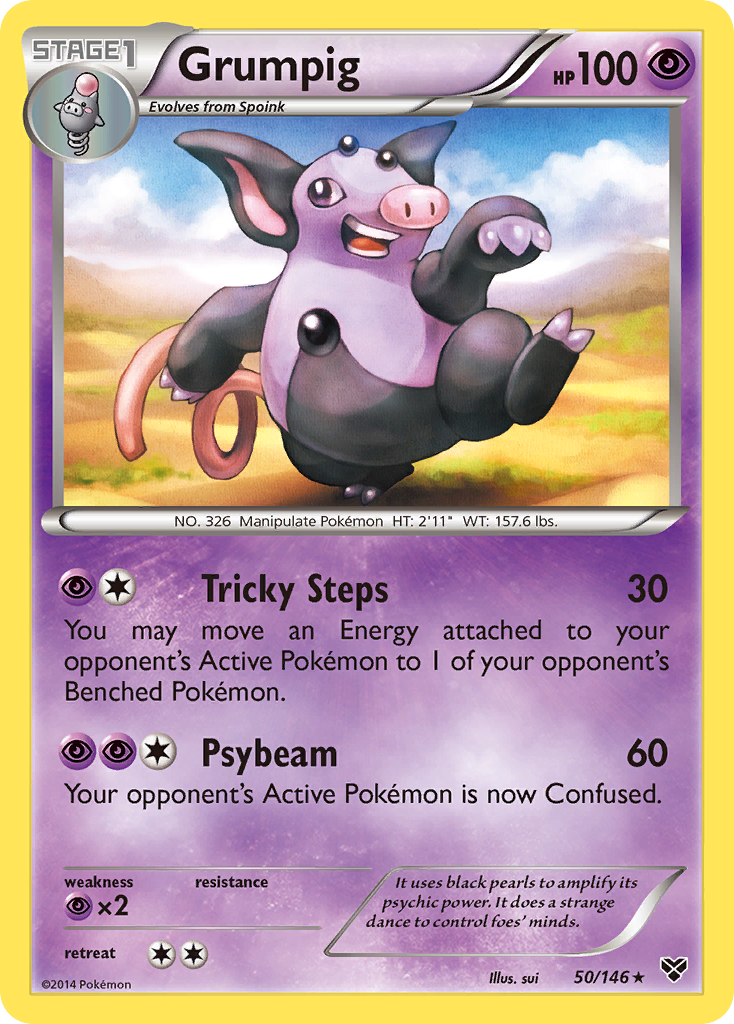 STAGE1
Grumpig
HP100
Evolves from Spoink
NO. 326 Manipulate Pokémon HT: 2'11" WT: 157.6 lbs.
Tricky Steps 30
You may move an Energy attached to your
opponent's Active Pokémon to 1 of your opponent's
Benched Pokémon.
Psybeam 60
Your opponent's Active Pokémon is now Confused.
weakness resistance
×2
retreat
It uses black pearls to amplify its
psychic power. It does a strange
dance to control foes' minds.
©2014 Pokémon
Illus. sui 50/146★